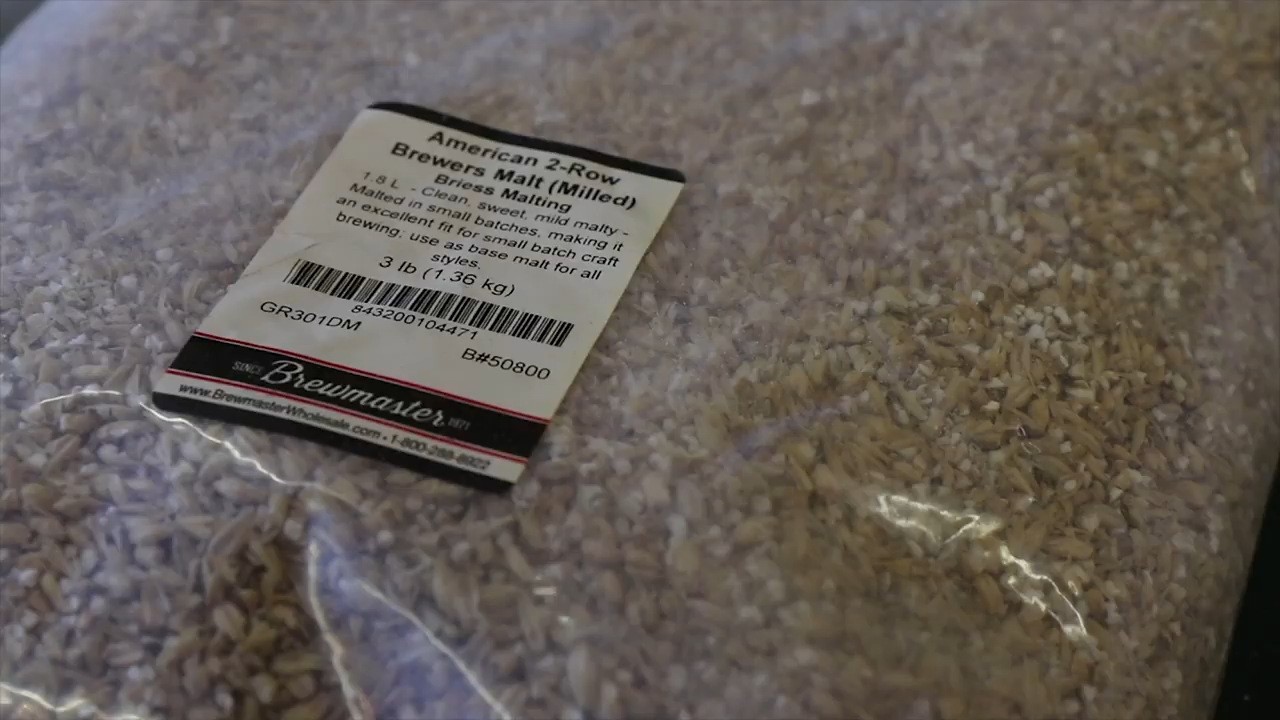 American 2-Row
Brewers Malt (Milled)
Briess Malting
1.8 L - Clean, sweet, mild malty -
Malted in small batches, making it
an excellent fit for small batch craft
brewing; use as base malt for all
styles.
3 lb (1.36 kg)
843200104471
GR301DM
B#50800
SINCE Brewmaster 1971
www.BrewmasterWholesale.com • 1-800-288-8922